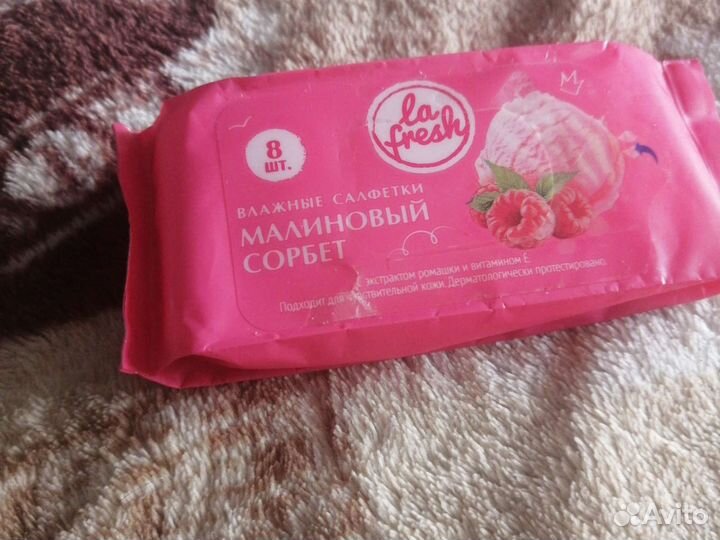 la
fresh
8
ШТ.
ВЛАЖНЫЕ САЛФЕТКИ
МАЛИНОВЫЙ
СОРБЕТ
экстрактом ромашки и витамином Е.
Подходит для чувствительной кожи. Дерматологически протестировано.
Avito